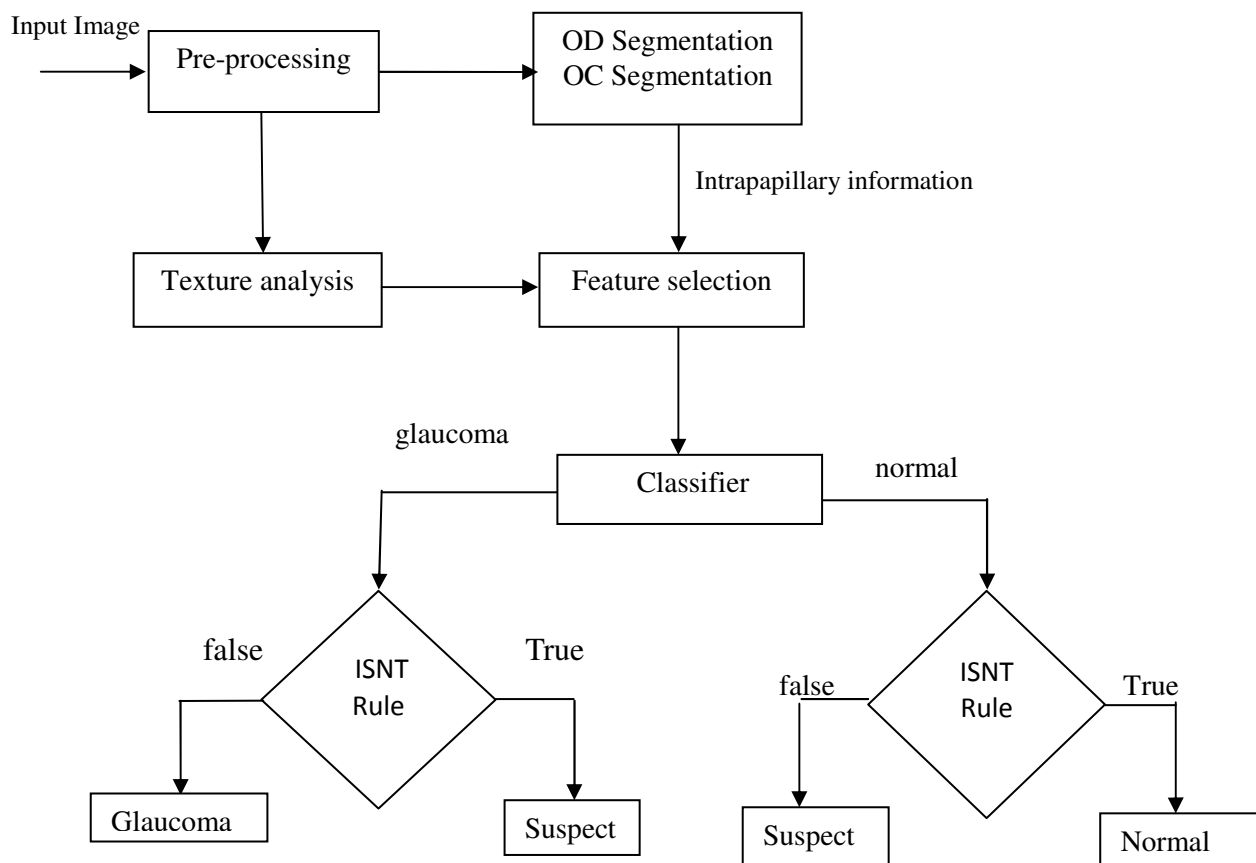 Input Image
Pre-processing
OD Segmentation
OC Segmentation
Intrapapillary information
Texture analysis
Feature selection
glaucoma
Classifier
normal
false
ISNT
Rule
True
false
ISNT
Rule
True
Glaucoma
Suspect
Suspect
Normal